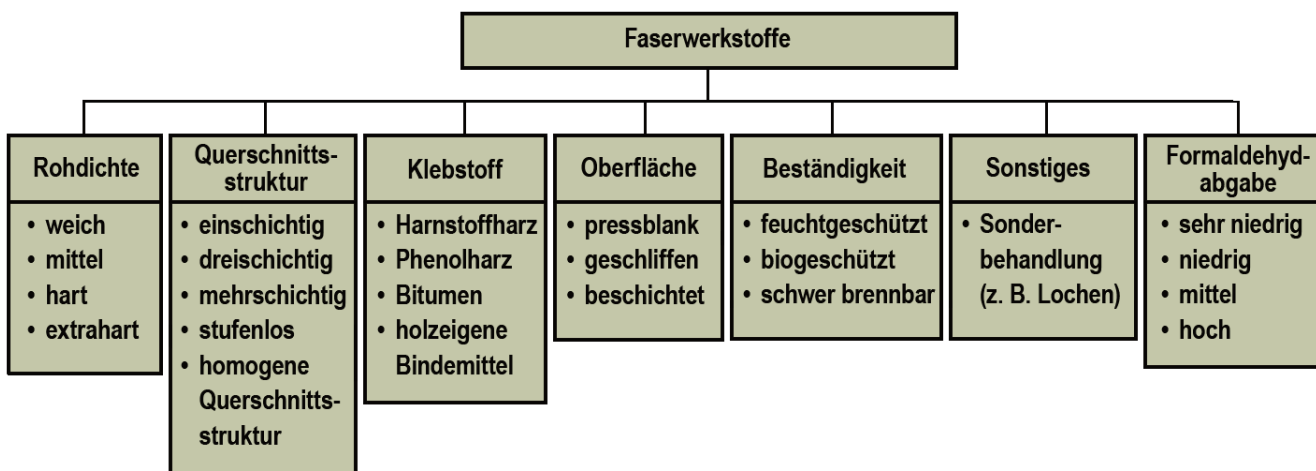 Faserwerkstoffe
Rohdichte
• weich
• mittel
• hart
• extrahart
Querschnitts-
struktur
• einschichtig
• dreischichtig
• mehrschichtig
• stufenlos
• homogene
Querschnitts-
struktur
Klebstoff
• Harnstoffharz
• Phenolharz
• Bitumen
• holzeigene
Bindemittel
Oberfläche
• pressblank
• geschliffen
• beschichtet
Beständigkeit
• feuchtgeschützt
• biogeschützt
• schwer brennbar
Sonstiges
• Sonder-
behandlung
(z. B. Lochen)
Formaldehyd-
abgabe
• sehr niedrig
• niedrig
• mittel
• hoch